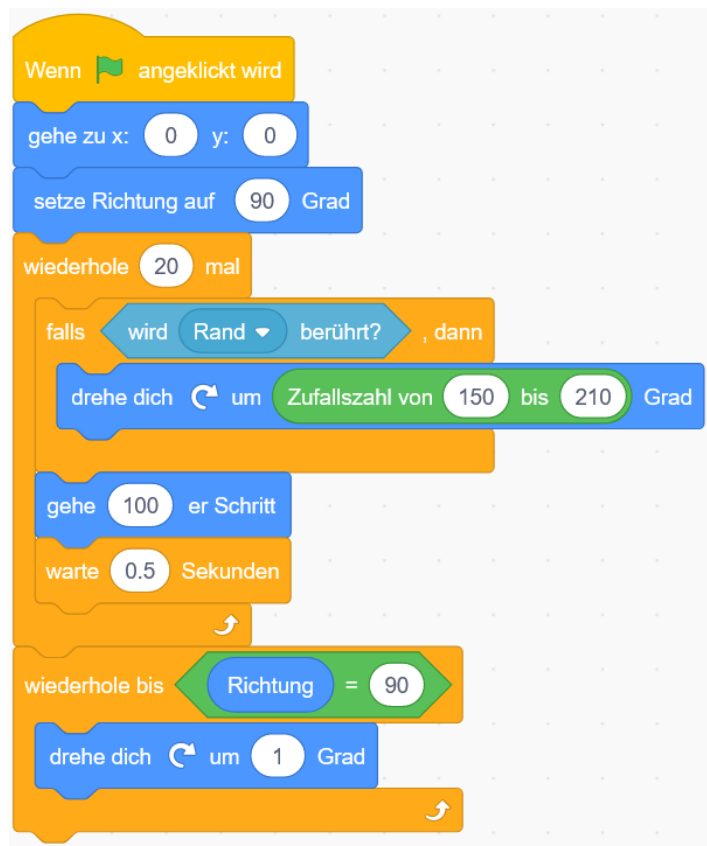 Wenn angeklickt wird
gehe zu x: 0 y: 0
setze Richtung auf 90 Grad
wiederhole 20 mal
falls wird Rand berührt? , dann
drehe dich um Zufallszahl von 150 bis 210 Grad
gehe 100 er Schritt
warte 0.5 Sekunden
wiederhole bis Richtung = 90
drehe dich um 1 Grad